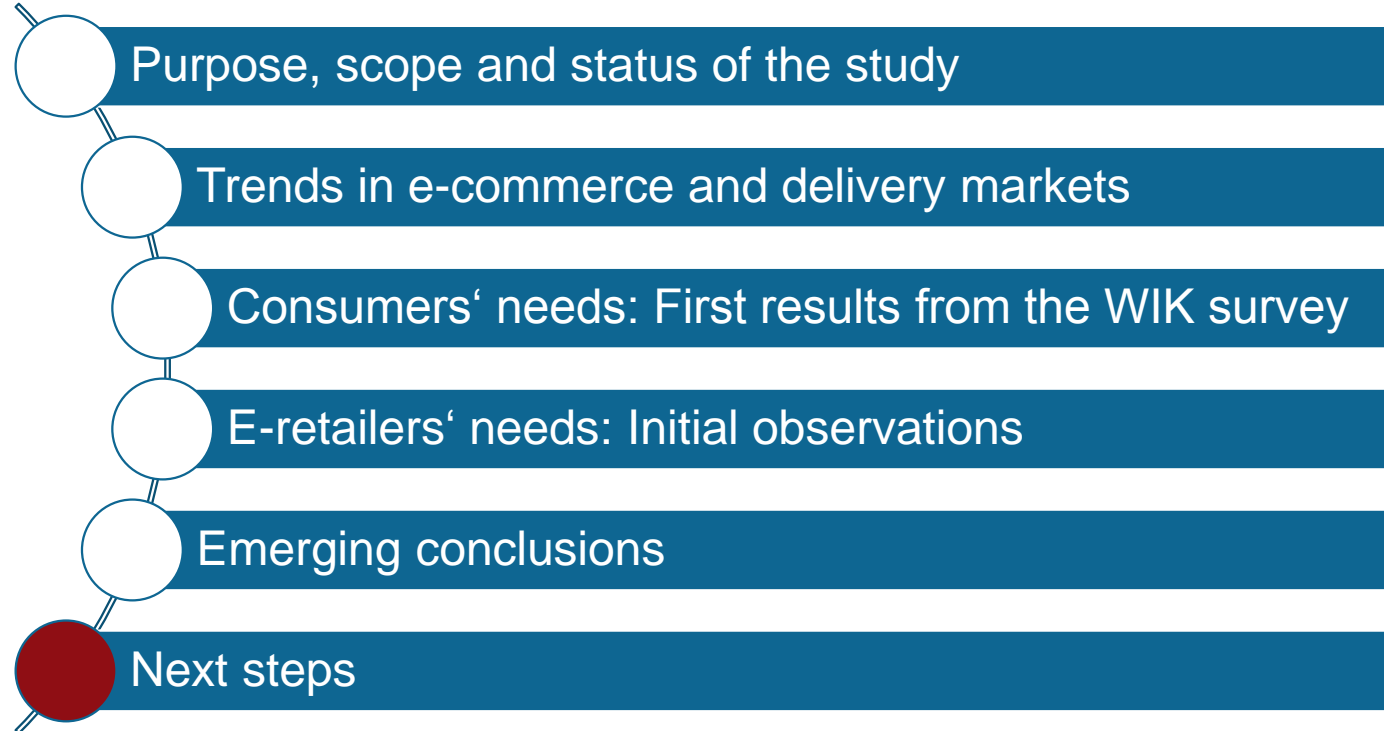 Purpose, scope and status of the study
Trends in e-commerce and delivery markets
Consumers‘ needs: First results from the WIK survey
E-retailers‘ needs: Initial observations
Emerging conclusions
Next steps